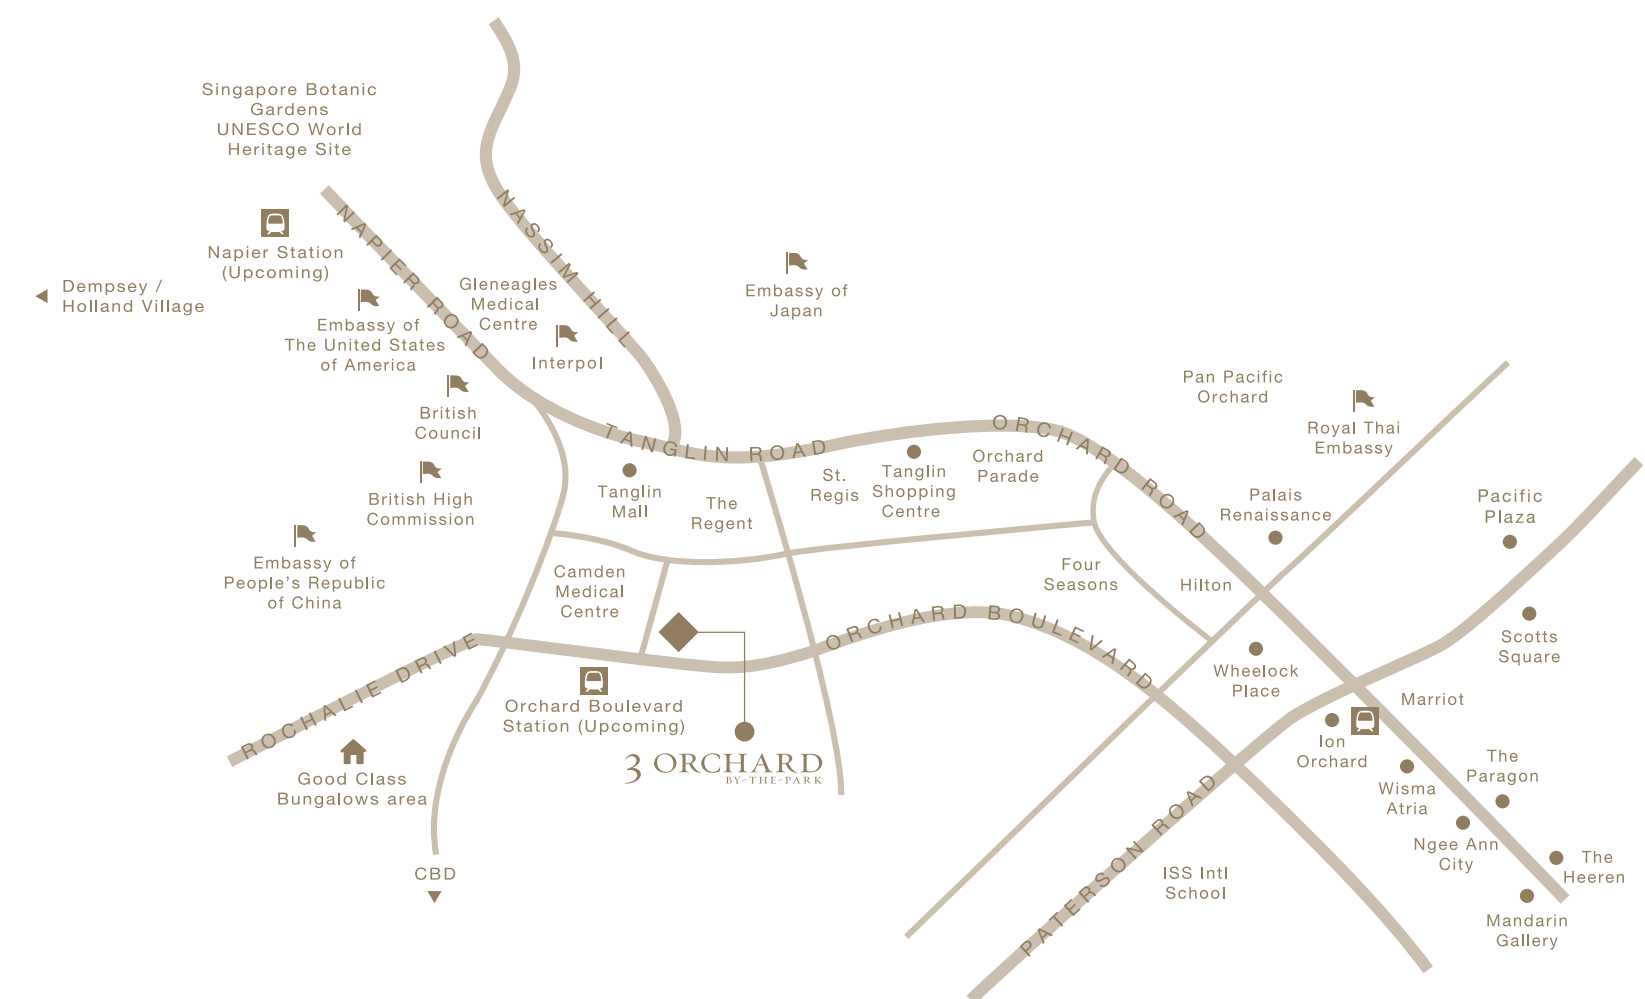 Singapore Botanic
Gardens
UNESCO World
Heritage Site
NAPIER ROAD
NASSIM HILL
Napier Station
(Upcoming)
Dempsey /
Holland Village
Gleneagles
Medical
Centre
Embassy of
Japan
Embassy of
The United States
of America
Interpol
British
Council
Pan Pacific
Orchard
Royal Thai
Embassy
TANGLIN ROAD
ORCHARD ROAD
British High
Commission
Tanglin
Mall
The
Regent
St.
Regis
Tanglin
Shopping
Centre
Orchard
Parade
Palais
Renaissance
Pacific
Plaza
Embassy of
People's Republic
of China
Camden
Medical
Centre
Four
Seasons
Hilton
ORCHARD BOULEVARD
Scotts
Square
ROCHALIE DRIVE
Wheelock
Place
Marriot
Orchard Boulevard
Station (Upcoming)
3 ORCHARD
BY-THE-PARK
Good Class
Bungalows area
Ion
Orchard
The
Paragon
Wisma
Atria
PATERSON ROAD
Ngee Ann
City
The
Heeren
CBD
ISS Intl
School
Mandarin
Gallery